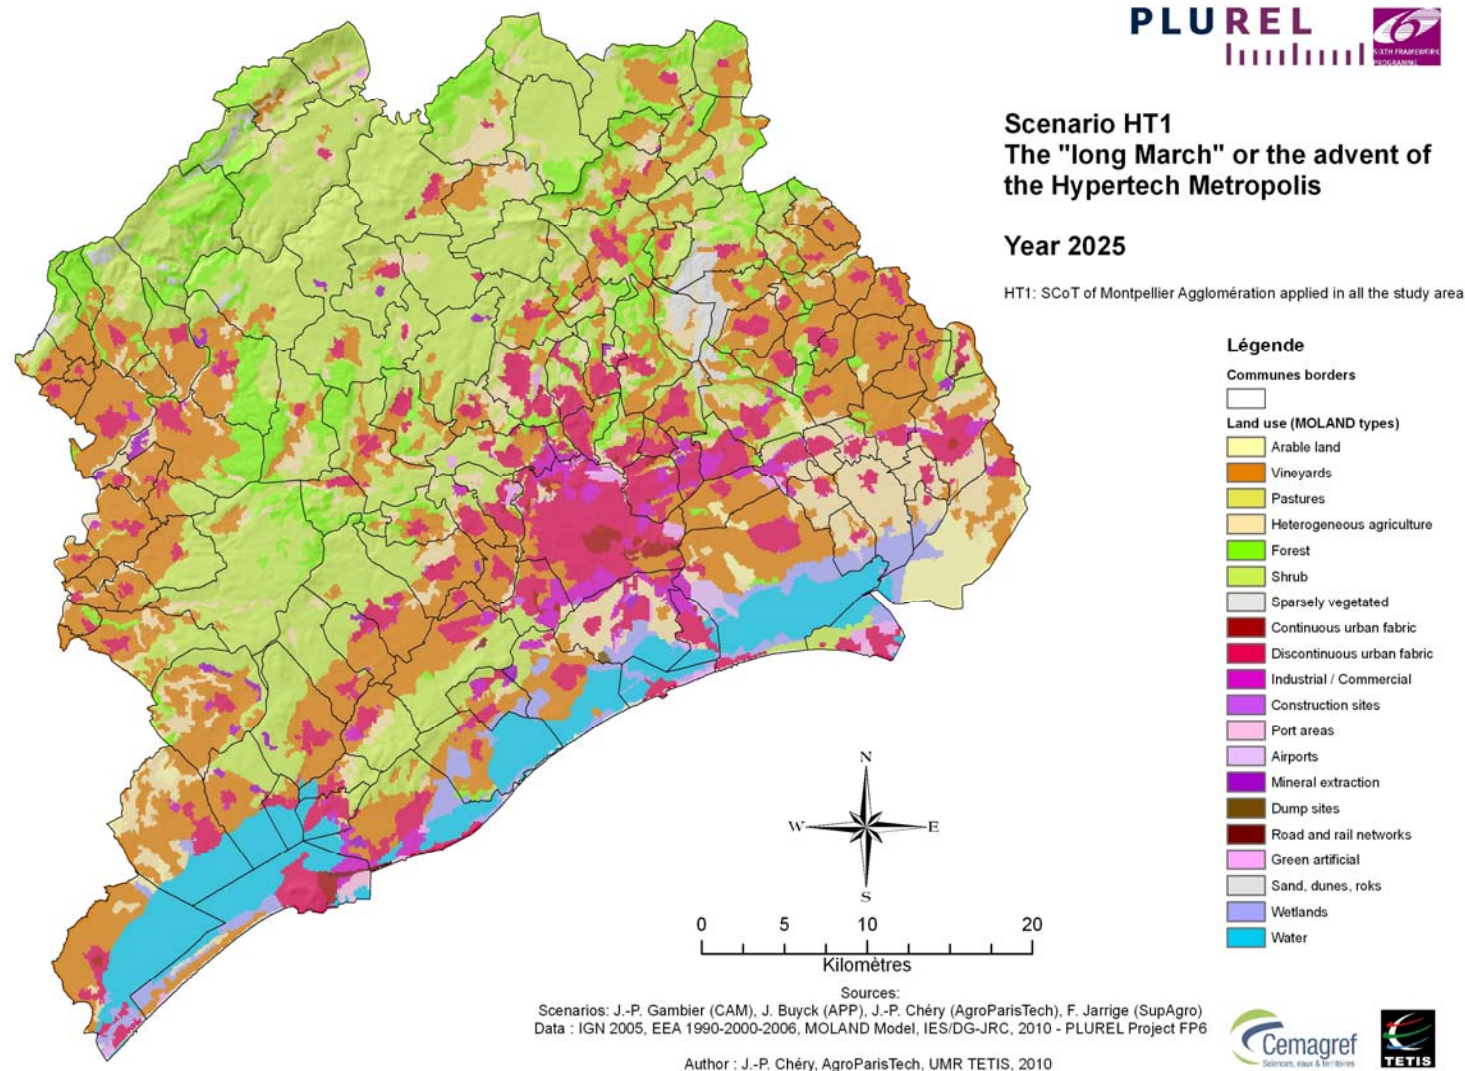 PLUREL
SIXTH FRAMEWORK
PROGRAMME
Scenario HT1
The "long March" or the advent of
the Hypertech Metropolis
Year 2025
HT1: SCoT of Montpellier Agglomération applied in all the study area
Légende
Communes borders
Land use (MOLAND types)
Arable land
Vineyards
Pastures
Heterogeneous agriculture
Forest
Shrub
Sparsely vegetated
Continuous urban fabric
Discontinuous urban fabric
Industrial / Commercial
Construction sites
Port areas
Airports
Mineral extraction
Dump sites
Road and rail networks
Green artificial
Sand, dunes, roks
Wetlands
Water
N
W E
S
0 5 10 20
Kilomètres
Sources:
Scenarios: J.-P. Gambier (CAM), J. Buyck (APP), J.-P. Chéry (AgroParisTech), F. Jarrige (SupAgro)
Data : IGN 2005, EEA 1990-2000-2006, MOLAND Model, IES/DG-JRC, 2010 - PLUREL Project FP6
Author : J.-P. Chéry, AgroParisTech, UMR TETIS, 2010
Cemagref
Sciences, eaux & territoires
TETIS